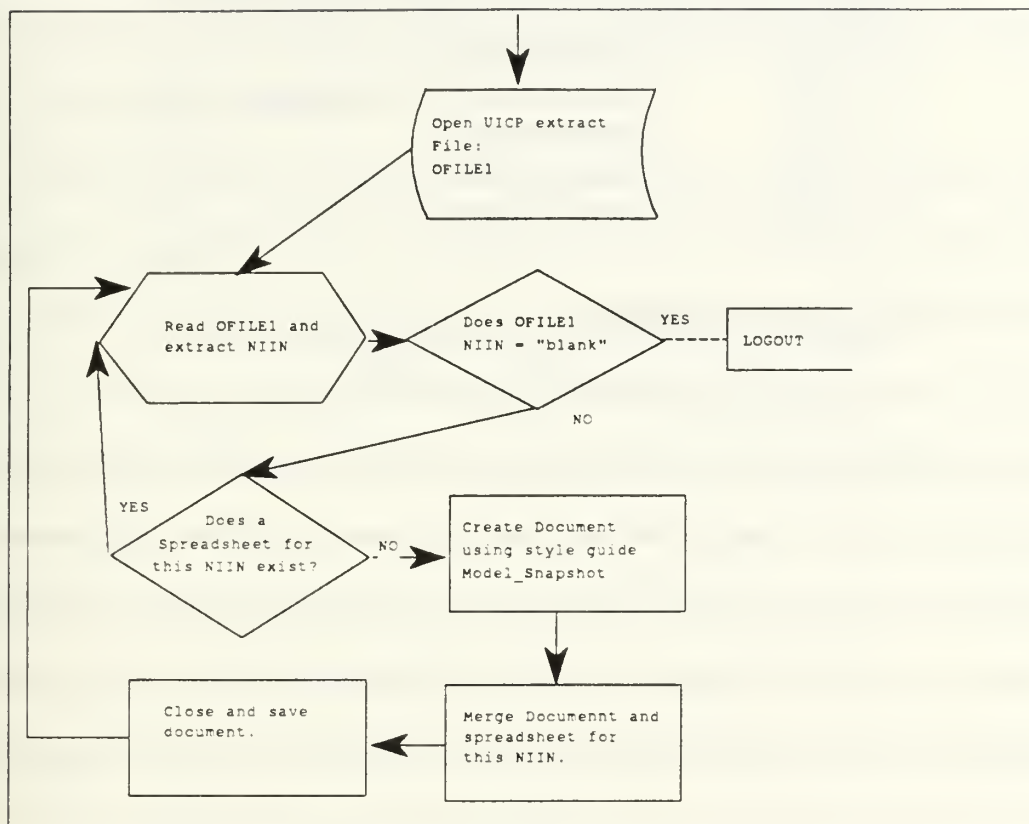 Open UICP extract
File:
OFILE1
Read OFILE1 and
extract NIIN
Does OFILE1
NIIN = "blank"
YES
LOGOUT
NO
YES
Does a
Spreadsheet for
this NIIN exist?
NO
Create Document
using style guide
Model_Snapshot
Close and save
document.
Merge Documennt and
spreadsheet for
this NIIN.